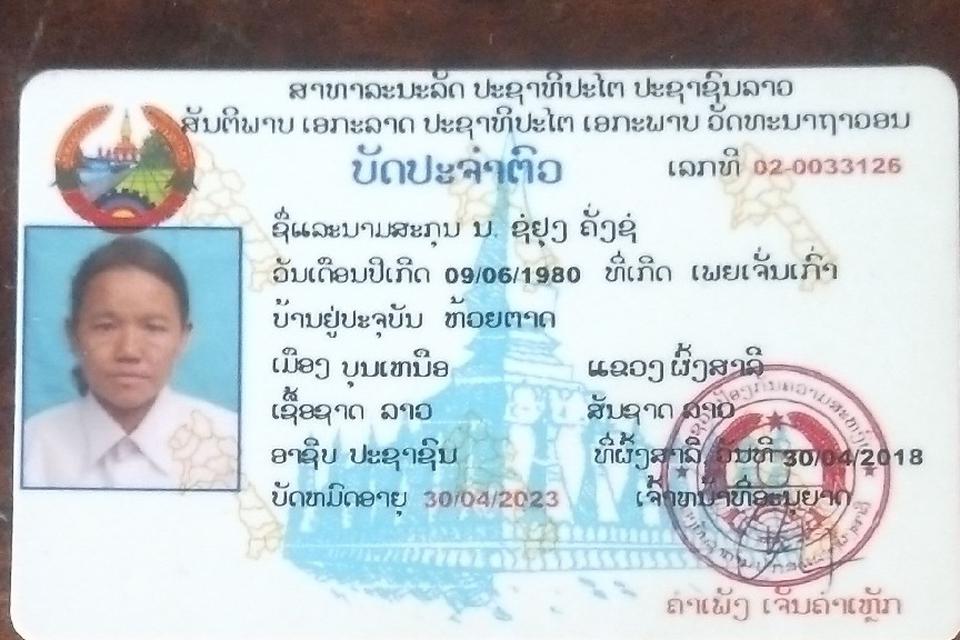 ສາທາລະນະລັດ ປະຊາທິປະໄຕ ປະຊາຊົນລາວ
ສັນຕິພາບ ເອກະລາດ ປະຊາທິປະໄຕ ເອກະພາບ ວັດທະນາຖາວອນ
ບັດປະຈຳຕົວ
ເລກທີ 02-0033126
ຊື່ແລະນາມສະກຸນ ນ. ຊໍຢຸງ ຄັ່ງຊໍ
ວັນເດືອນປີເກີດ 09/06/1980 ທີ່ເກີດ ເພຍເຈັ່ນເກົ່າ
ບ້ານຢູ່ປະຈຸບັນ ຫ້ວຍຕາດ
ເມືອງ ບຸນເຫນືອ ແຂວງ ຜົ້ງສາລີ
ເຊື້ອຊາດ ລາວ ສັນຊາດ ລາວ
ອາຊີບ ປະຊາຊົນ ທີ່ຜົ້ງສາລີ, ວັນທີ 30/04/2018
ບັດຫມົດອາຍຸ 30/04/2023 ເຈົ້າຫນ້າທີ່ອະນຸຍາດ
ຄຳເພັງ ເຈັນຄຳເຫຼັກ